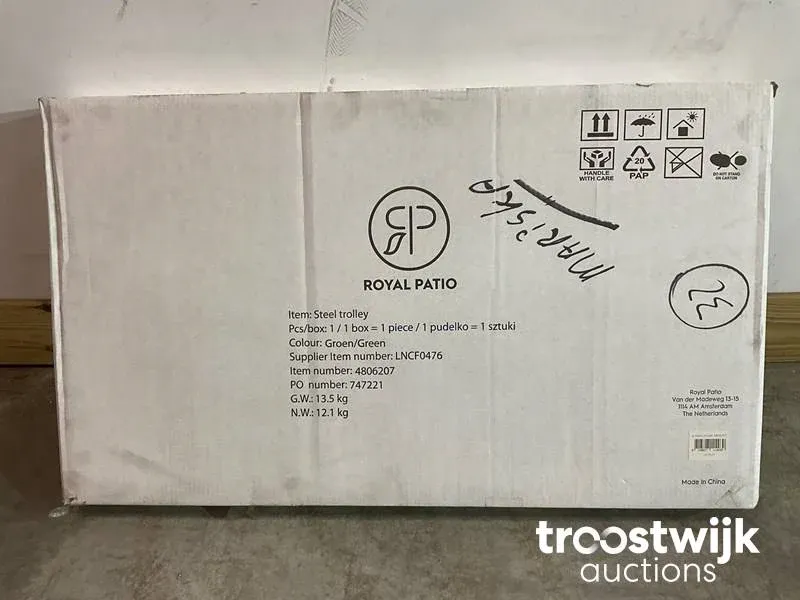 HANDLE
WITH CARE
20
PAP
DO NOT STAND
ON CARTON
MARiSKA
RP
ROYAL PATIO
32
Item: Steel trolley
Pcs/box: 1 / 1 box = 1 piece / 1 pudelko = 1 sztuki
Colour: Groen/Green
Supplier Item number: LNCF0476
Item number: 4806207
PO number: 747221
G.W.: 13.5 kg
N.W.: 12.1 kg
Royal Patio
Van der Madeweg 13-15
1114 AM Amsterdam
The Netherlands
Made In China
troostwijk
auctions